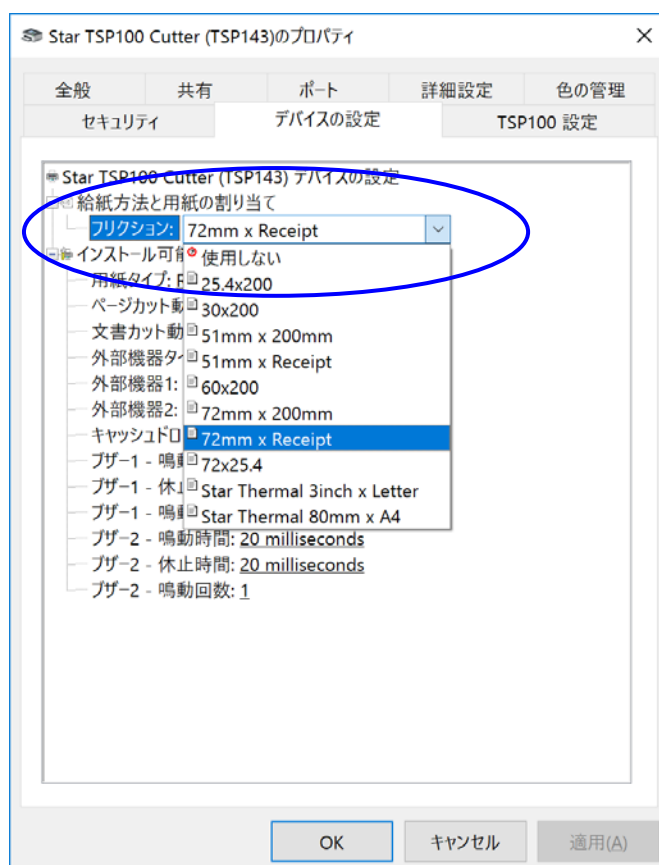 Star TSP100 Cutter (TSP143)のプロパティ
全般 共有 ポート 詳細設定 色の管理
セキュリティ デバイスの設定 TSP100 設定
Star TSP100 Cutter (TSP143) デバイスの設定
給紙方法と用紙の割り当て
フリクション: 72mm x Receipt
インストール可能
使用しない
用紙タイプ:
25.4x200
ページカット動
30x200
文書カット動
51mm x 200mm
外部機器タ
51mm x Receipt
外部機器1:
60x200
外部機器2:
72mm x 200mm
キャッシュドロ
72mm x Receipt
ブザー1 - 鳴動
72x25.4
ブザー1 - 休止
Star Thermal 3inch x Letter
ブザー1 - 鳴動
Star Thermal 80mm x A4
ブザー2 - 鳴動時間: 20 milliseconds
ブザー2 - 休止時間: 20 milliseconds
ブザー2 - 鳴動回数: 1
OK キャンセル 適用(A)